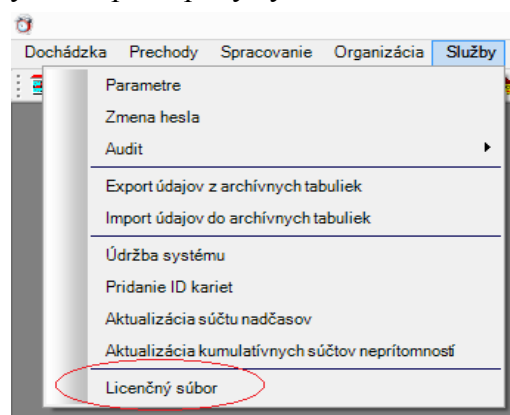 Dochádzka Prechody Spracovanie Organizácia Služby
Parametre
Zmena hesla
Audit
Export údajov z archívnych tabuliek
Import údajov do archívnych tabuliek
Údržba systému
Pridanie ID kariet
Aktualizácia súčtu nadčasov
Aktualizácia kumulatívnych súčtov neprítomností
Licenčný súbor